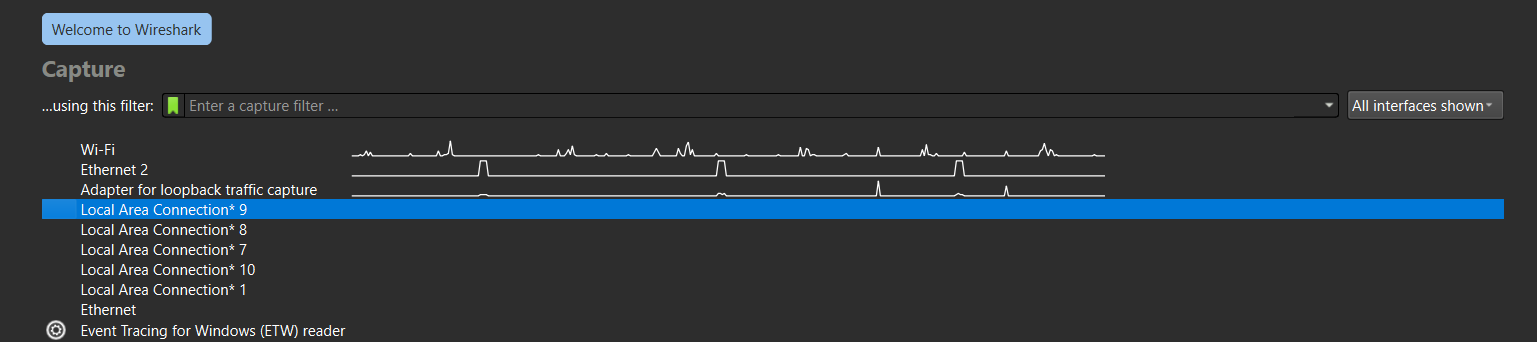 Welcome to Wireshark
Capture
...using this filter: Enter a capture filter ... All interfaces shown
Wi-Fi
Ethernet 2
Adapter for loopback traffic capture
Local Area Connection* 9
Local Area Connection* 8
Local Area Connection* 7
Local Area Connection* 10
Local Area Connection* 1
Ethernet
Event Tracing for Windows (ETW) reader